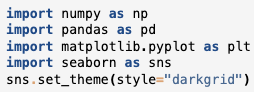 import numpy as np
import pandas as pd
import matplotlib.pyplot as plt
import seaborn as sns
sns.set_theme(style="darkgrid")